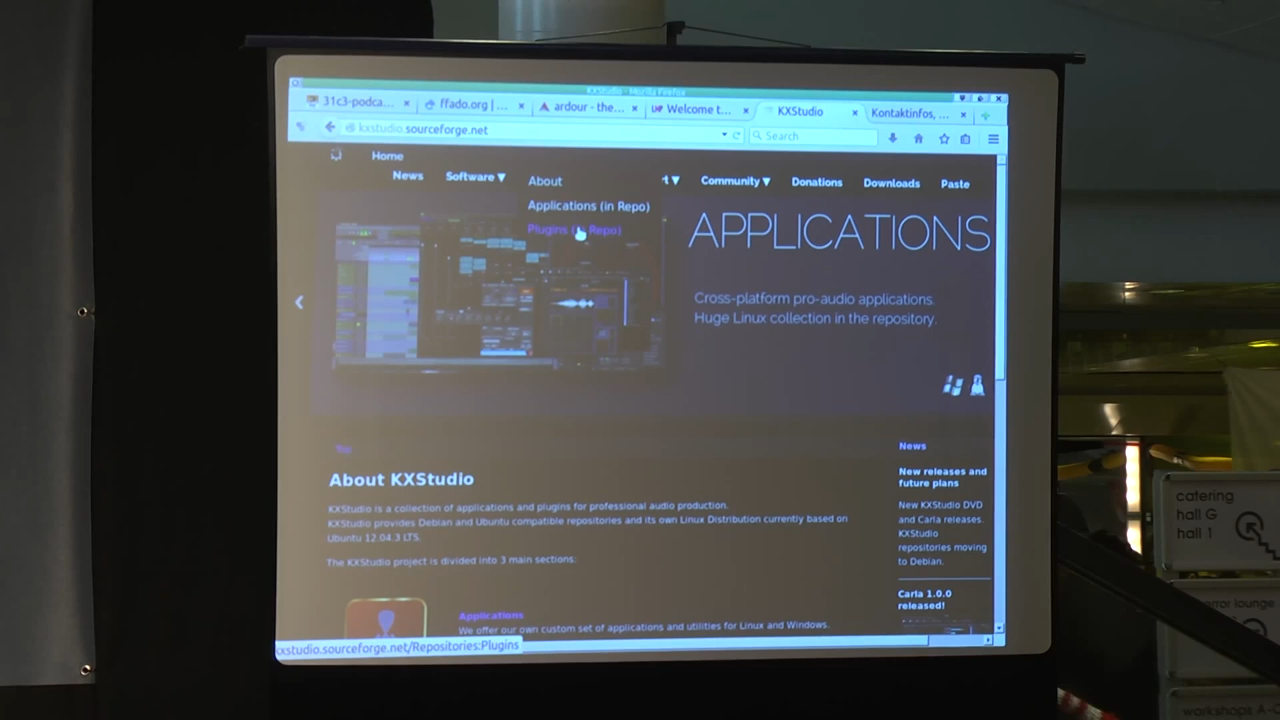 KXStudio - Mozilla Firefox
31c3-podca...
ffado.org | ...
ardour - the...
Welcome t...
KXStudio
Kontaktinfos, ...
kxstudio.sourceforge.net
Search
Home
News
Software ▼
About
t ▼
Community ▼
Donations
Downloads
Paste
Applications (in Repo)
Plugins (in Repo)
APPLICATIONS
Cross-platform pro-audio applications.
Huge Linux collection in the repository.
About KXStudio
KXStudio is a collection of applications and plugins for professional audio production.
KXStudio provides Debian and Ubuntu compatible repositories and its own Linux Distribution currently based on
Ubuntu 12.04.3 LTS.
The KXStudio project is divided into 3 main sections:
Applications
We offer our own custom set of applications and utilities for Linux and Windows.
News
New releases and
future plans
New KXStudio DVD
and Carla releases.
KXStudio
repositories moving
to Debian.
Carla 1.0.0
released!
kxstudio.sourceforge.net/Repositories:Plugins
catering
hall G
hall 1
error lounge
workshops A-